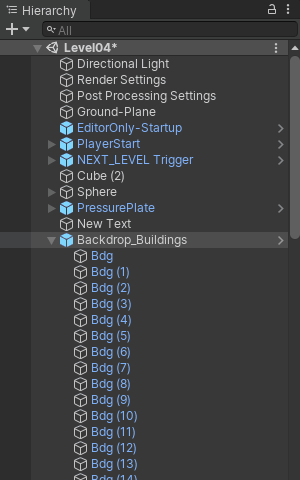 Hierarchy
All
Level04*
Directional Light
Render Settings
Post Processing Settings
Ground-Plane
EditorOnly-Startup
PlayerStart
NEXT_LEVEL Trigger
Cube (2)
Sphere
PressurePlate
New Text
Backdrop_Buildings
Bdg
Bdg (1)
Bdg (2)
Bdg (3)
Bdg (4)
Bdg (5)
Bdg (6)
Bdg (7)
Bdg (8)
Bdg (9)
Bdg (10)
Bdg (11)
Bdg (12)
Bdg (13)
Bdg (14)